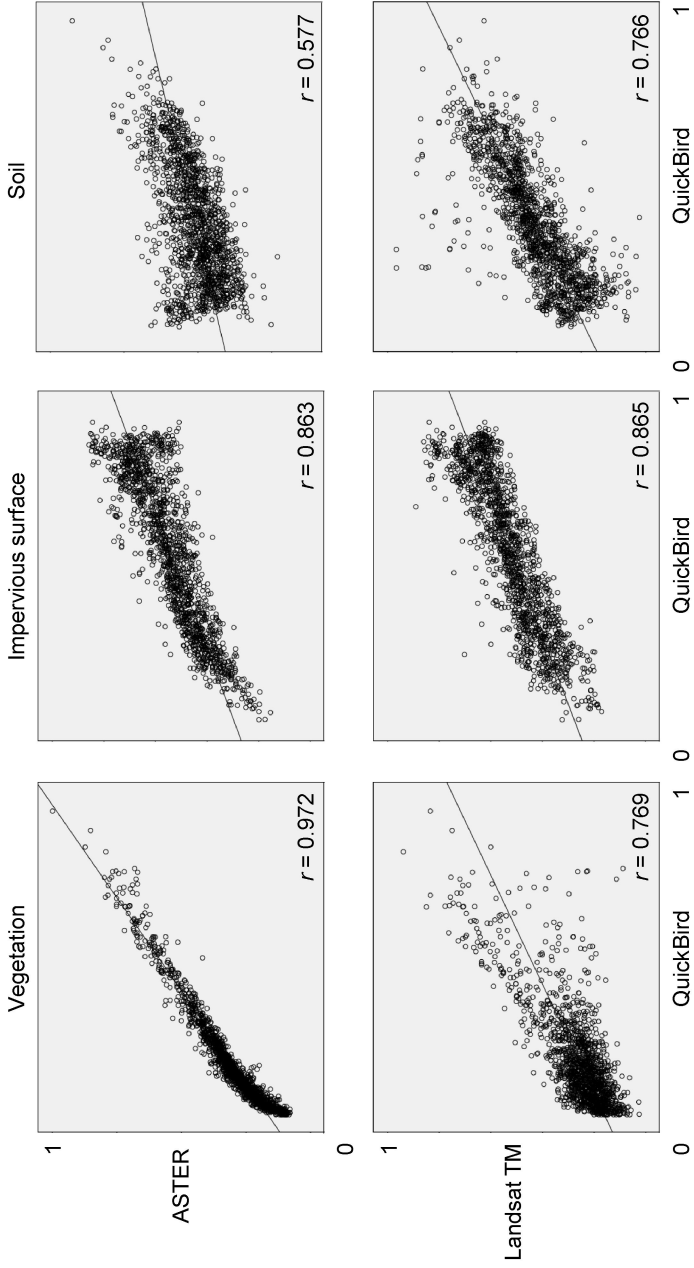 Vegetation
Impervious surface
Soil
1
ASTER
r = 0.972
r = 0.863
r = 0.577
0
1
Landsat TM
r = 0.769
r = 0.865
r = 0.766
0
1
0
1
0
1
QuickBird
QuickBird
QuickBird